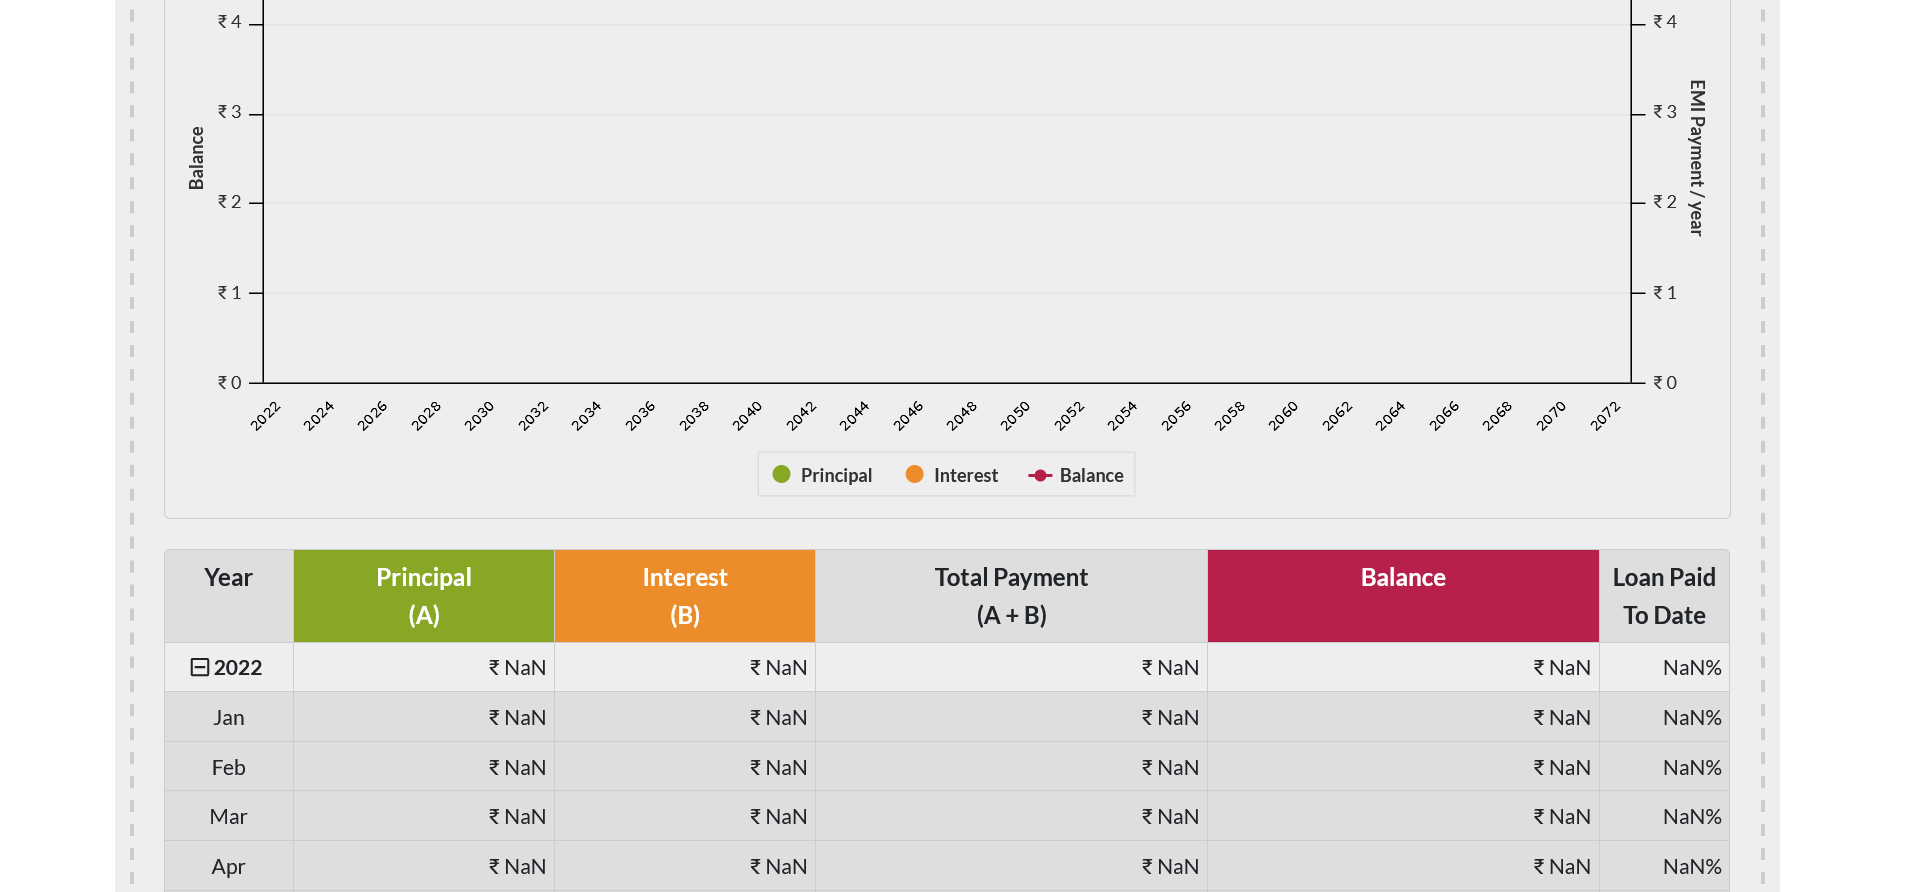 ₹ 4
₹ 3
₹ 2
₹ 1
₹ 0
Balance
₹ 4
₹ 3
₹ 2
₹ 1
₹ 0
EMI Payment / year
2022 2024 2026 2028 2030 2032 2034 2036 2038 2040 2042 2044 2046 2048 2050 2052 2054 2056 2058 2060 2062 2064 2066 2068 2070 2072
Principal Interest Balance
Year Principal Interest Total Payment Balance Loan Paid
(A) (B) (A + B) To Date
2022 ₹ NaN ₹ NaN ₹ NaN ₹ NaN NaN%
Jan ₹ NaN ₹ NaN ₹ NaN ₹ NaN NaN%
Feb ₹ NaN ₹ NaN ₹ NaN ₹ NaN NaN%
Mar ₹ NaN ₹ NaN ₹ NaN ₹ NaN NaN%
Apr ₹ NaN ₹ NaN ₹ NaN ₹ NaN NaN%